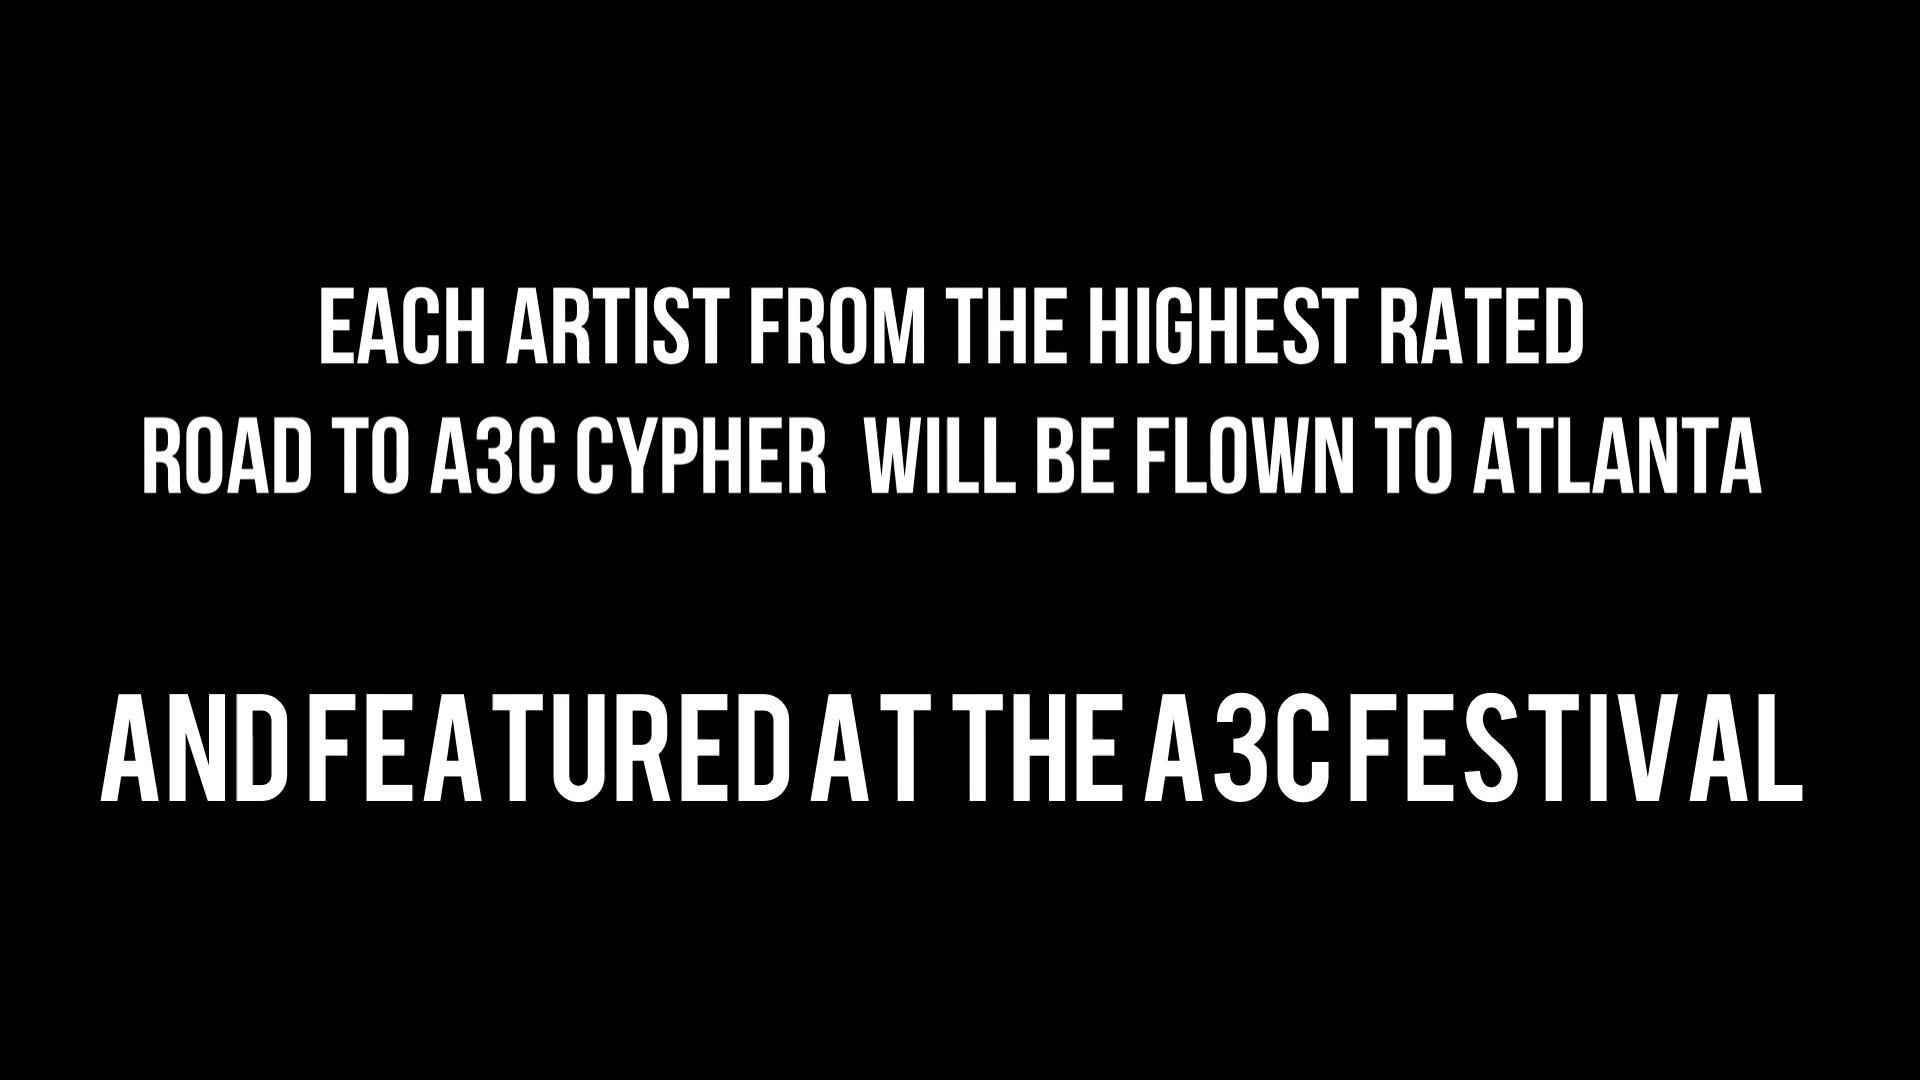 EACH ARTIST FROM THE HIGHEST RATED
ROAD TO A3C CYPHER WILL BE FLOWN TO ATLANTA
AND FEATURED AT THE A3C FESTIVAL